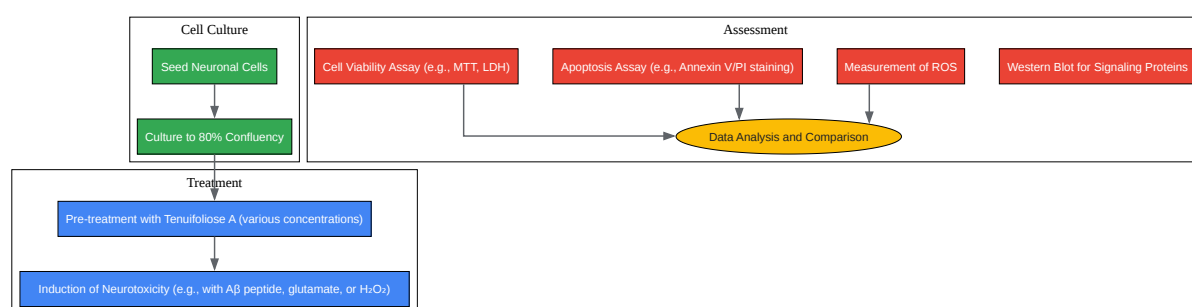 Cell Culture
Seed Neuronal Cells
Culture to 80% Confluency
Assessment
Cell Viability Assay (e.g., MTT, LDH)
Apoptosis Assay (e.g., Annexin V/PI staining)
Measurement of ROS
Western Blot for Signaling Proteins
Data Analysis and Comparison
Treatment
Pre-treatment with Tenuifoliose A (various concentrations)
Induction of Neurotoxicity (e.g., with Aβ peptide, glutamate, or H₂O₂)